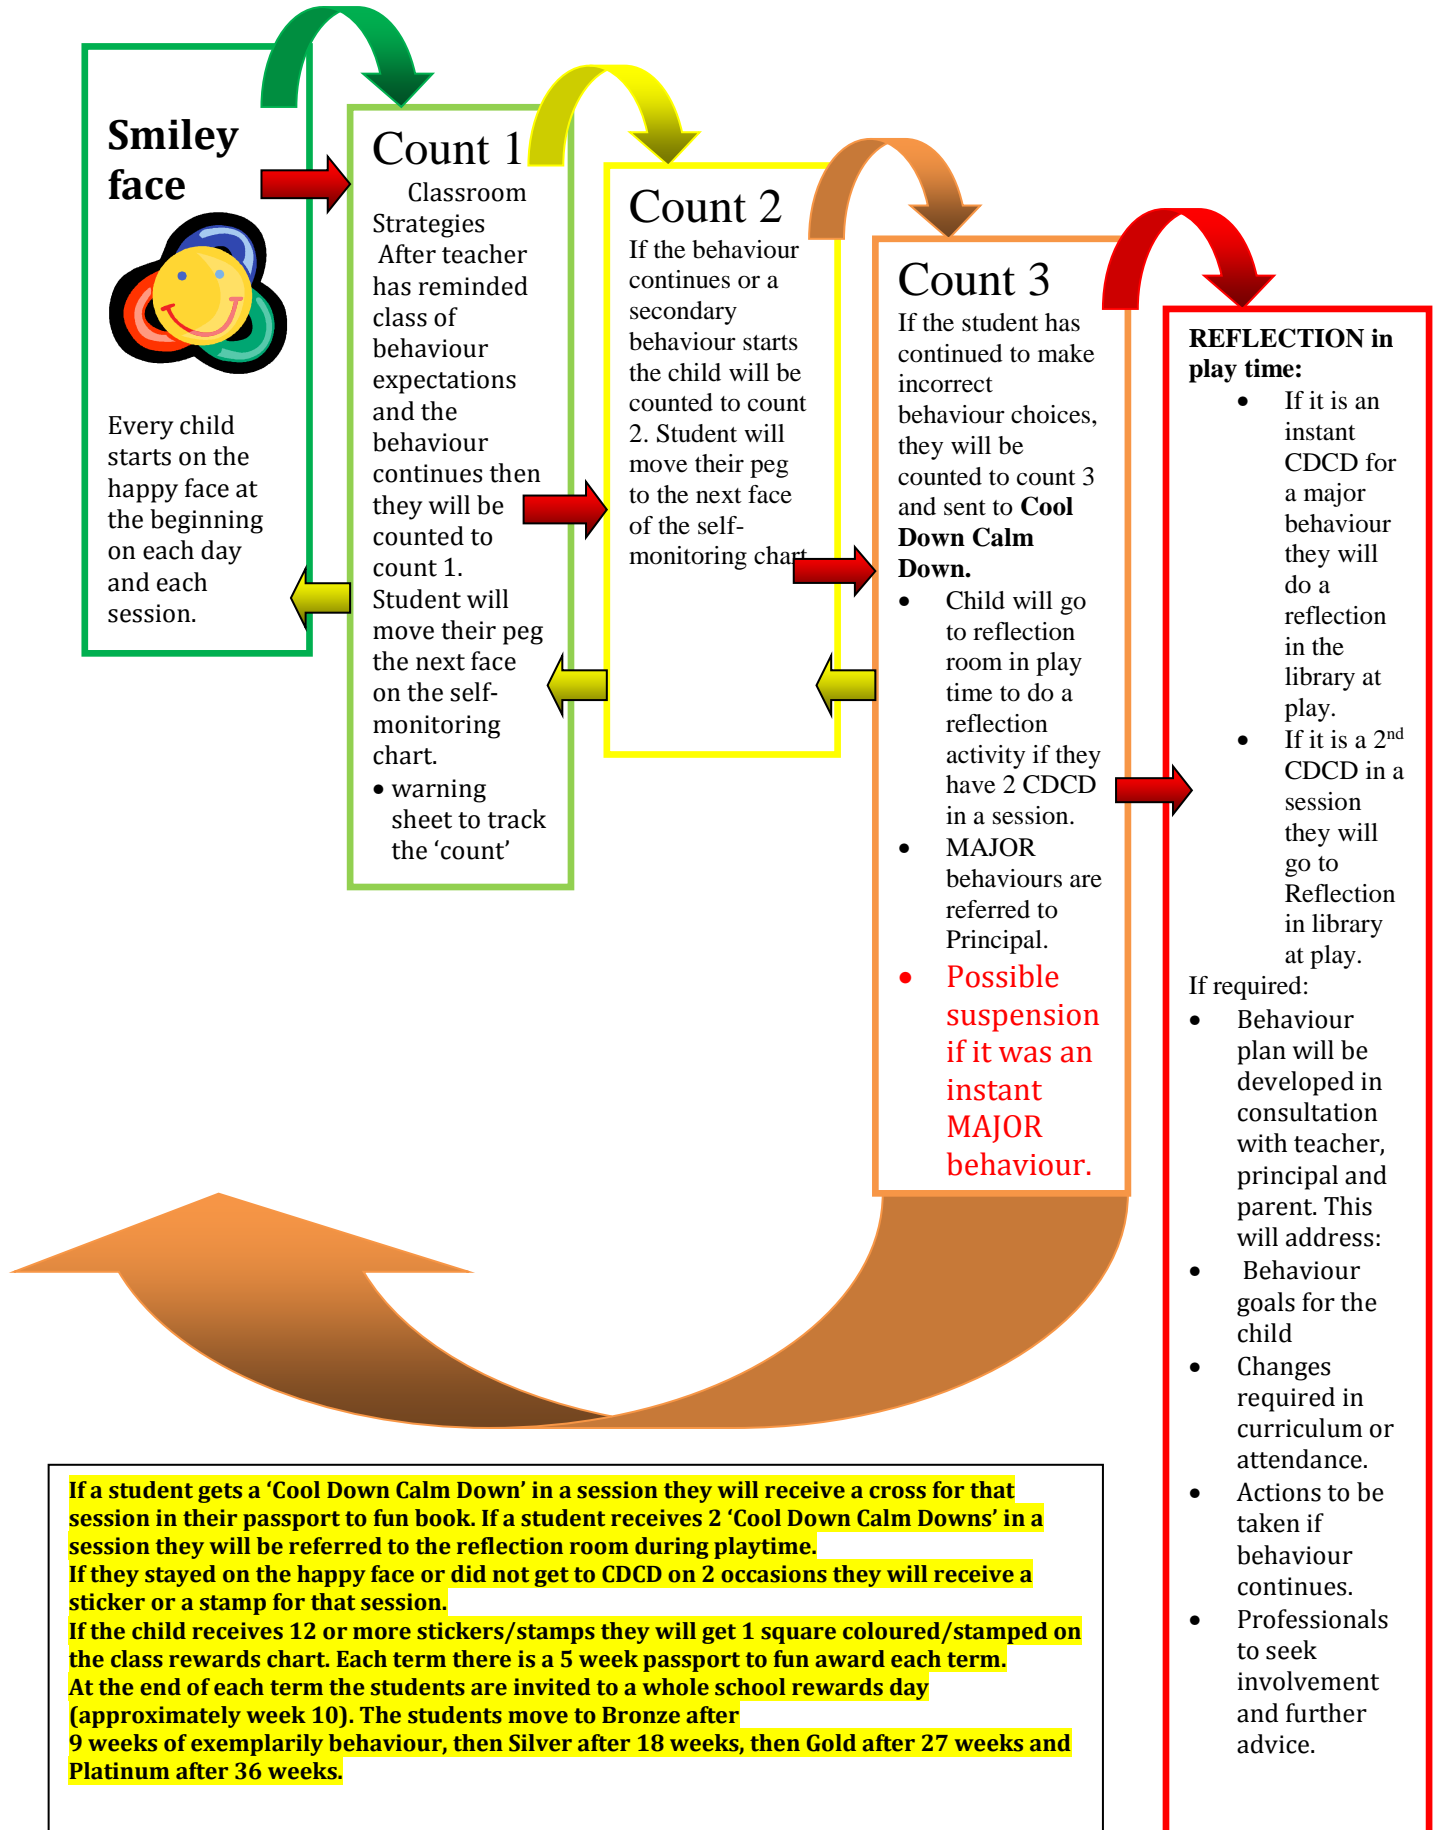 Smiley
face
Every child
starts on the
happy face at
the beginning
on each day
and each
session.
Count 1
Classroom
Strategies
After teacher
has reminded
class of
behaviour
expectations
and the
behaviour
continues then
they will be
counted to
count 1.
Student will
move their peg
the next face
on the self-
monitoring
chart.
• warning
sheet to track
the ‘count’
Count 2
If the behaviour
continues or a
secondary
behaviour starts
the child will be
counted to count
2. Student will
move their peg
to the next face
of the self-
monitoring chart
Count 3
If the student has
continued to make
incorrect
behaviour choices,
they will be
counted to count 3
and sent to Cool
Down Calm
Down.
• Child will go
to reflection
room in play
time to do a
reflection
activity if they
have 2 CDCD
in a session.
• MAJOR
behaviours are
referred to
Principal.
• Possible
suspension
if it was an
instant
MAJOR
behaviour.
REFLECTION in
play time:
• If it is an
instant
CDCD for
a major
behaviour
they will
do a
reflection
in the
library at
play.
• If it is a 2nd
CDCD in a
session
they will
go to
Reflection
in library
at play.
If required:
• Behaviour
plan will be
developed in
consultation
with teacher,
principal and
parent. This
will address:
• Behaviour
goals for the
child
• Changes
required in
curriculum or
attendance.
• Actions to be
taken if
behaviour
continues.
• Professionals
to seek
involvement
and further
advice.
If a student gets a ‘Cool Down Calm Down’ in a session they will receive a cross for that
session in their passport to fun book. If a student receives 2 ‘Cool Down Calm Downs’ in a
session they will be referred to the reflection room during playtime.
If they stayed on the happy face or did not get to CDCD on 2 occasions they will receive a
sticker or a stamp for that session.
If the child receives 12 or more stickers/stamps they will get 1 square coloured/stamped on
the class rewards chart. Each term there is a 5 week passport to fun award each term.
At the end of each term the students are invited to a whole school rewards day
(approximately week 10). The students move to Bronze after
9 weeks of exemplarily behaviour, then Silver after 18 weeks, then Gold after 27 weeks and
Platinum after 36 weeks.